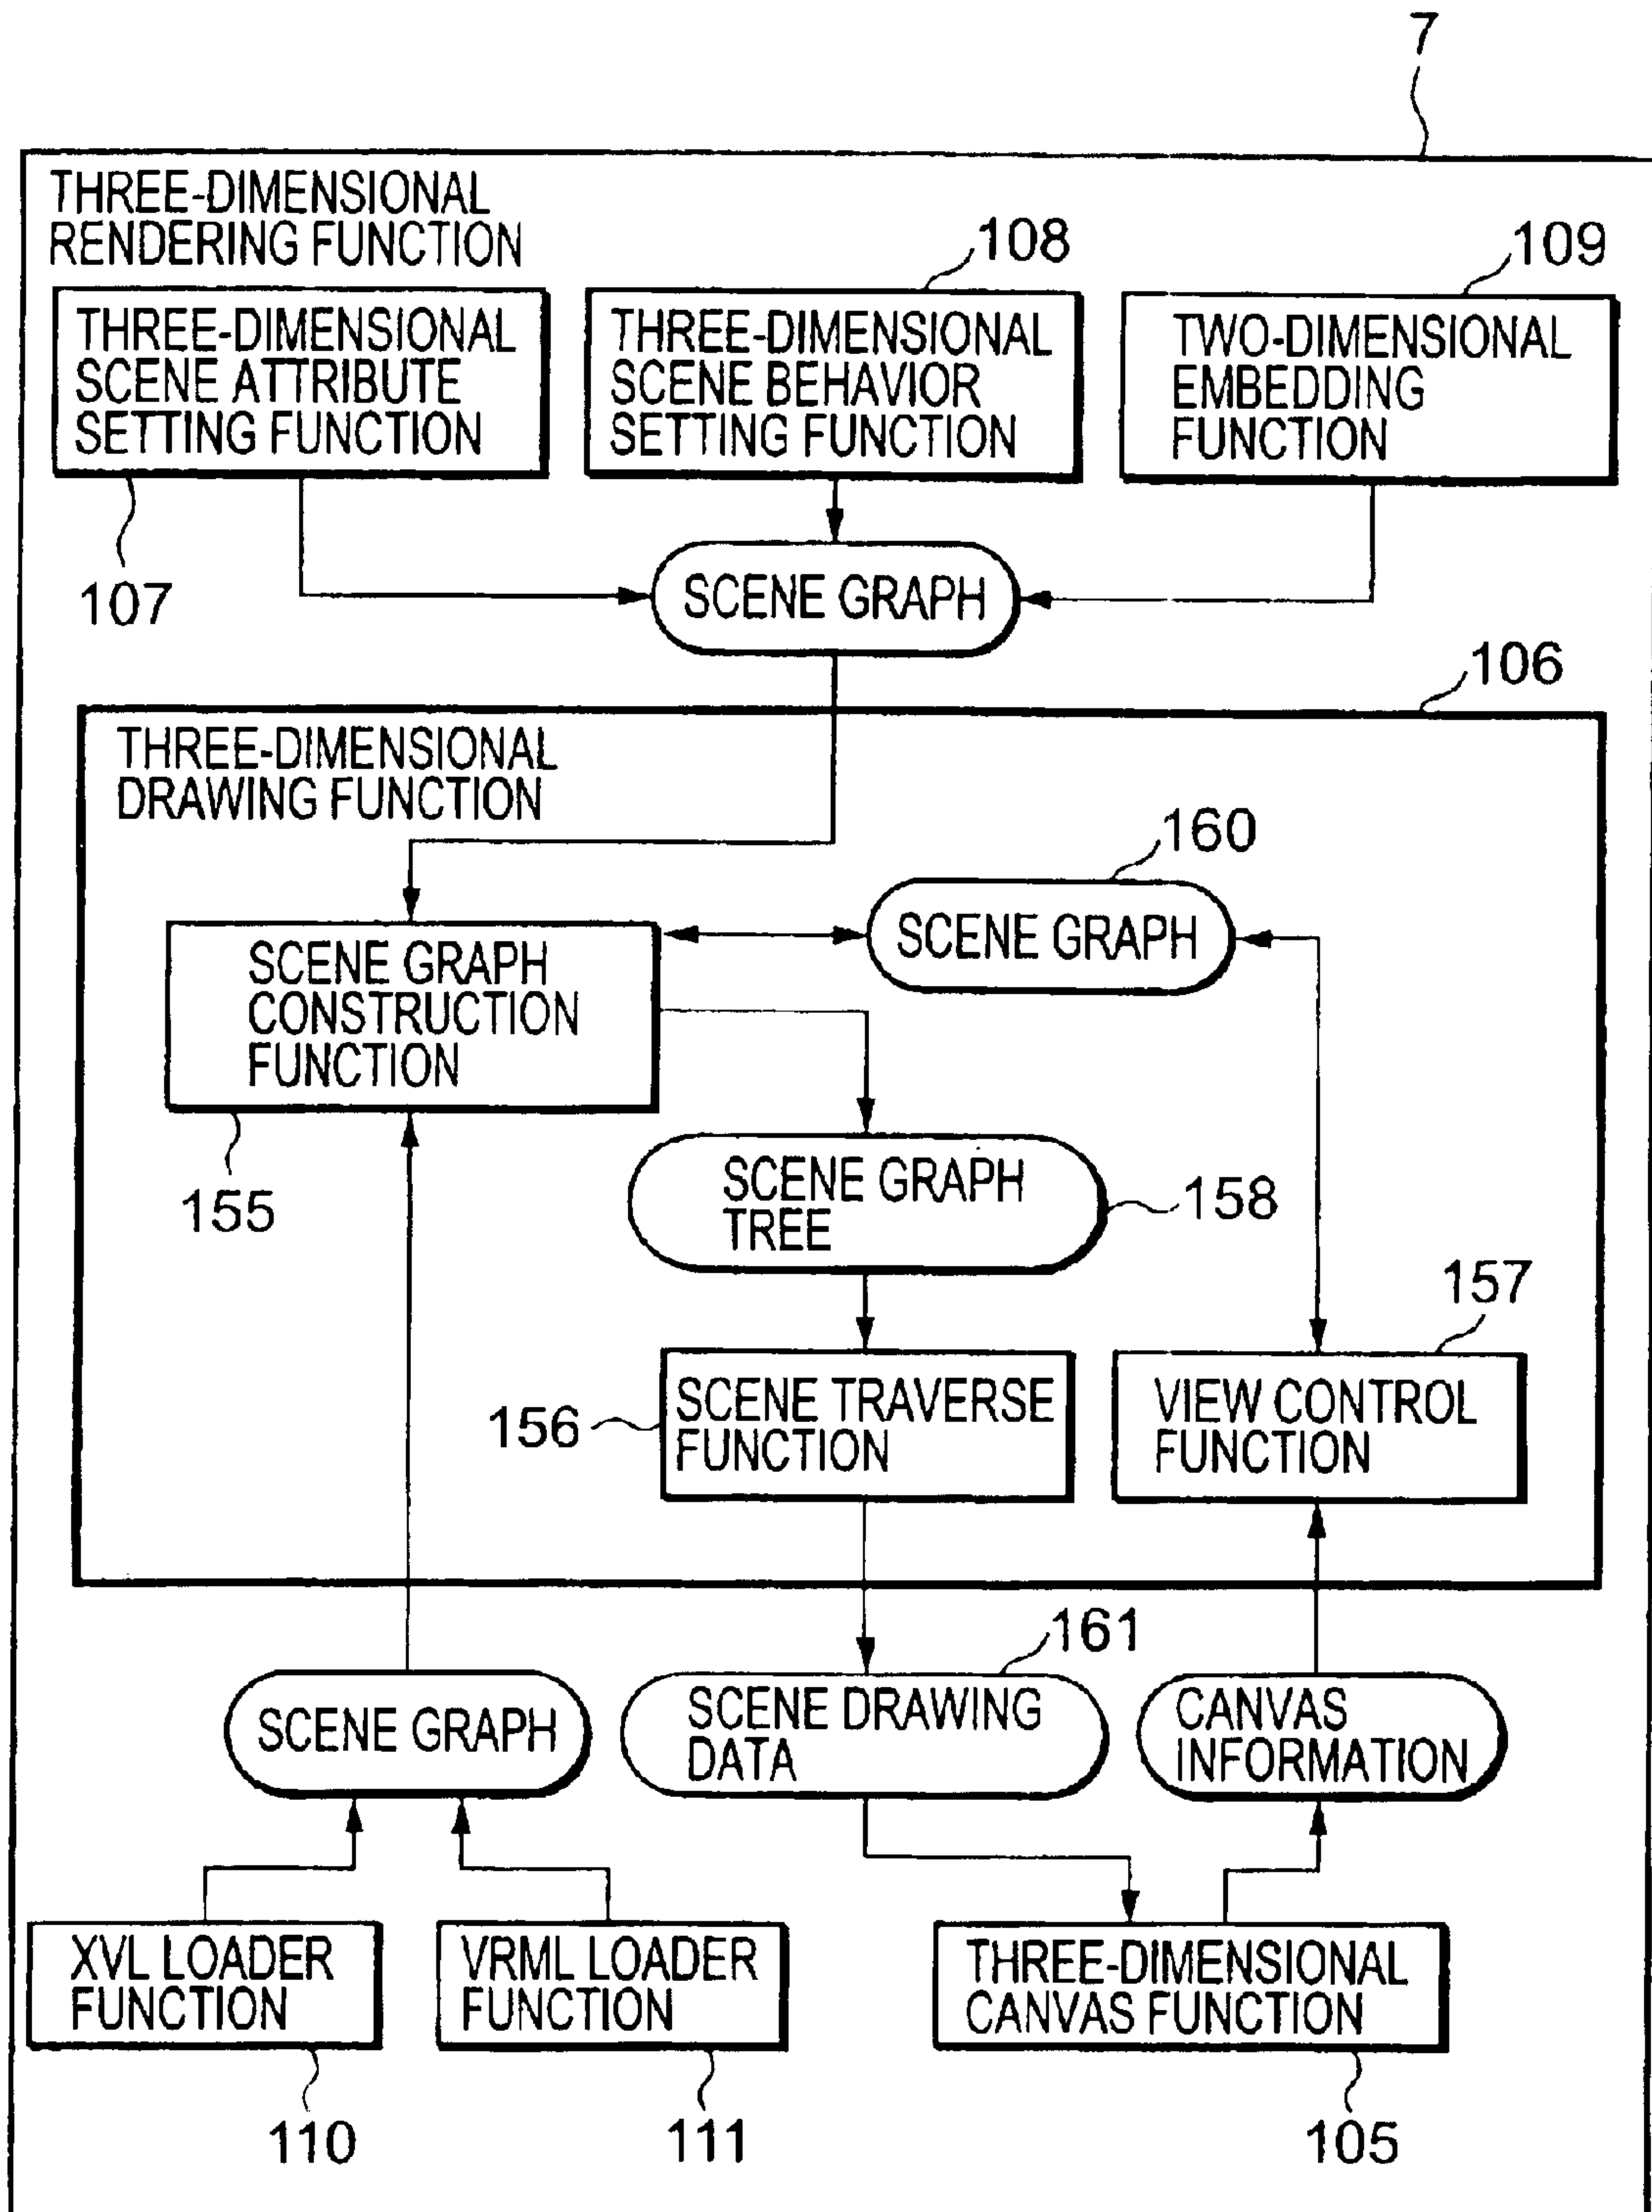 7
THREE-DIMENSIONAL
RENDERING FUNCTION
108
109
THREE-DIMENSIONAL
SCENE ATTRIBUTE
SETTING FUNCTION
THREE-DIMENSIONAL
SCENE BEHAVIOR
SETTING FUNCTION
TWO-DIMENSIONAL
EMBEDDING
FUNCTION
107
SCENE GRAPH
106
THREE-DIMENSIONAL
DRAWING FUNCTION
160
SCENE GRAPH
SCENE GRAPH
CONSTRUCTION
FUNCTION
155
SCENE GRAPH
TREE
158
157
156
SCENE TRAVERSE
FUNCTION
VIEW CONTROL
FUNCTION
161
SCENE GRAPH
SCENE DRAWING
DATA
CANVAS
INFORMATION
XVL LOADER
FUNCTION
VRML LOADER
FUNCTION
THREE-DIMENSIONAL
CANVAS FUNCTION
110
111
105